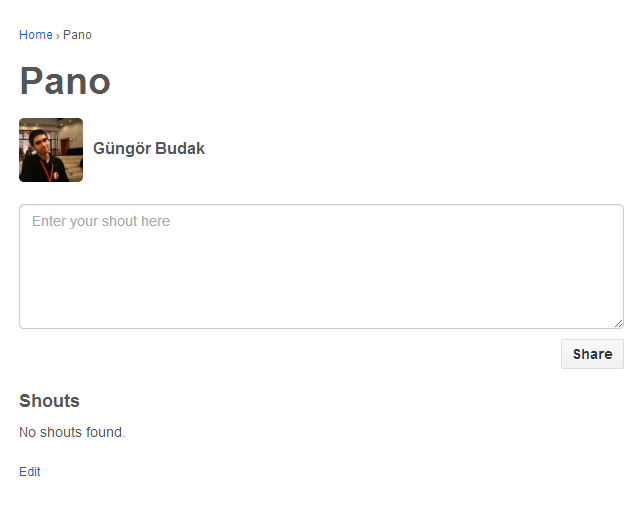 Home › Pano
Pano
Güngör Budak
Enter your shout here
Share
Shouts
No shouts found.
Edit